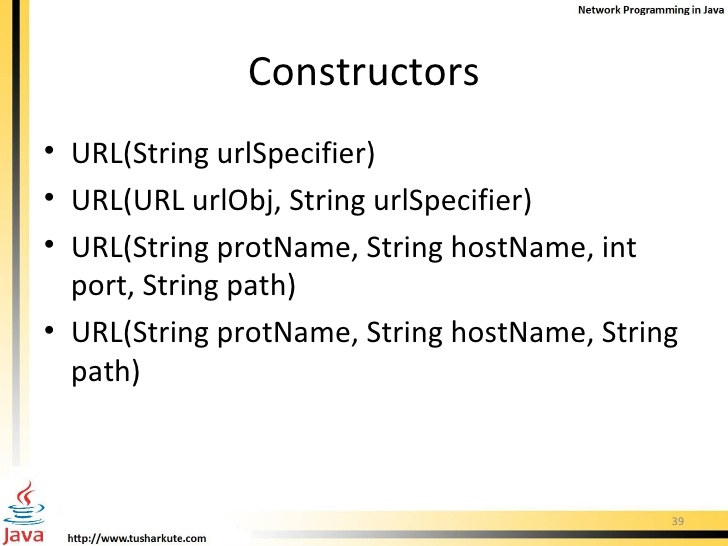 Network Programming in Java
Constructors
• URL(String urlSpecifier)
• URL(URL urlObj, String urlSpecifier)
• URL(String protName, String hostName, int
port, String path)
• URL(String protName, String hostName, String
path)
39
Java
http://www.tusharkute.com